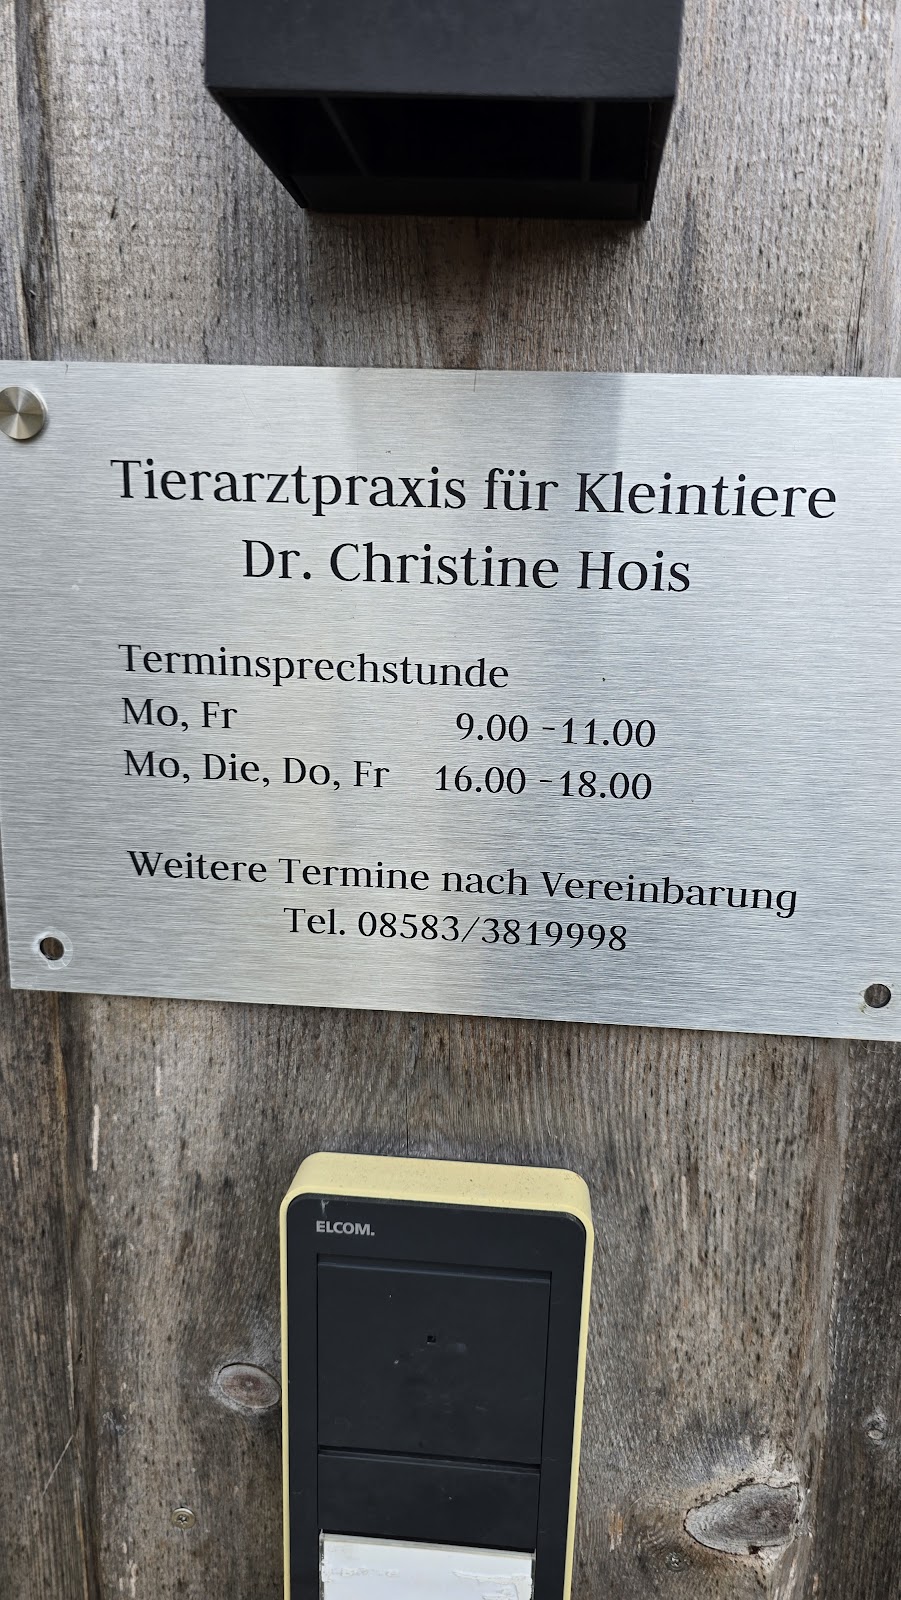 Tierarztpraxis für Kleintiere
Dr. Christine Hois
Terminsprechstunde
Mo, Fr 9.00 -11.00
Mo, Die, Do, Fr 16.00 -18.00
Weitere Termine nach Vereinbarung
Tel. 08583/3819998
ELCOM.